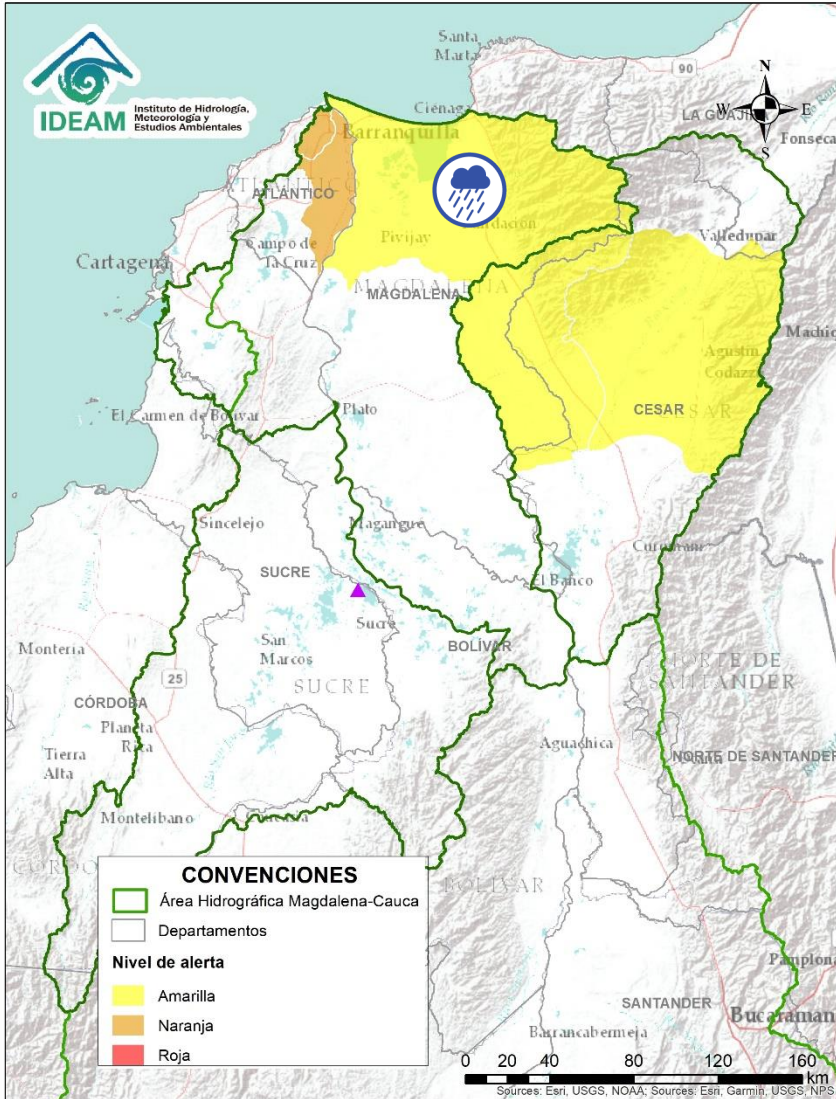 IDEAM
Instituto de Hidrología,
Meteorología y
Estudios Ambientales
Santa
Marta
90
N
W
E
S
LA GUAJI
Fonseca
Ciénaga
Barranquilla
ATLÁNTICO
Pivijay
Campo de
la Cruz
Cartagena
Valledupar
MAGDALENA
MAGDALENA
Agustín
Codazzi
CESAR
El Carmen de Bolívar
Plato
Sincelejo
Magangué
Curumaní
SUCRE
El Banco
Sucre
BOLÍVAR
San
Marcos
Montería
25
SUCRE
NORTE DE
SANTANDER
CÓRDOBA
Planeta
Rica
Aguachica
NORTE DE SANTANDER
Tierra
Alta
Montelíbano
BOLÍVAR
CONVENCIONES
Área Hidrográfica Magdalena-Cauca
Departamentos
Nivel de alerta
Amarilla
Naranja
Roja
Pamplona
SANTANDER
Bucaraman
Barrancabermeja
0 20 40 80 120 160
km
Sources: Esri, USGS, NOAA; Sources: Esri, Garmin, USGS, NPS